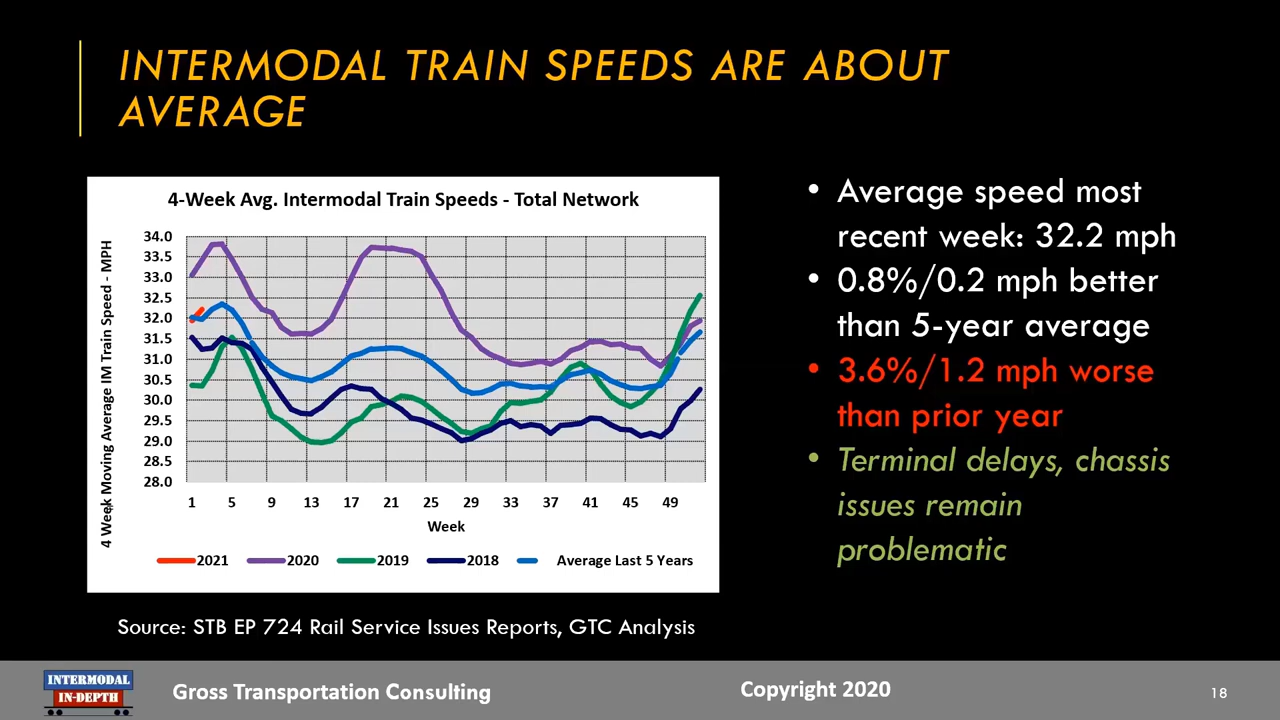 INTERMODAL TRAIN SPEEDS ARE ABOUT
AVERAGE
4-Week Avg. Intermodal Train Speeds - Total Network
4 Week Moving Average IM Train Speed - MPH
34.0
33.5
33.0
32.5
32.0
31.5
31.0
30.5
30.0
29.5
29.0
28.5
28.0
1 5 9 13 17 21 25 29 33 37 41 45 49
Week
2021 2020 2019 2018 Average Last 5 Years
• Average speed most
recent week: 32.2 mph
• 0.8%/0.2 mph better
than 5-year average
• 3.6%/1.2 mph worse
than prior year
• Terminal delays, chassis
issues remain
problematic
Source: STB EP 724 Rail Service Issues Reports, GTC Analysis
INTERMODAL
IN-DEPTH
Gross Transportation Consulting
Copyright 2020
18